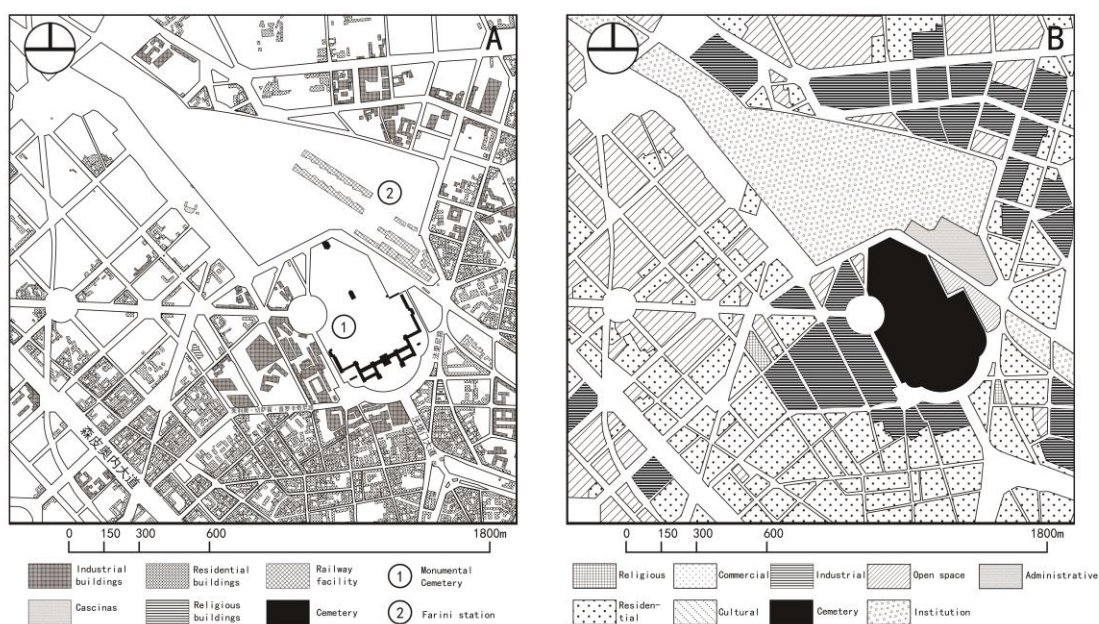 A
B
1
2
森皮奥内大道
0 150 300 600 1800m
0 150 300 600 1800m
Industrial buildings
Residential buildings
Railway facility
1 Monumental Cemetery
Cascinas
Religious buildings
Cemetery
2 Farini station
Religious
Commercial
Industrial
Open space
Administrative
Residen-
tial
Cultural
Cemetery
Institution